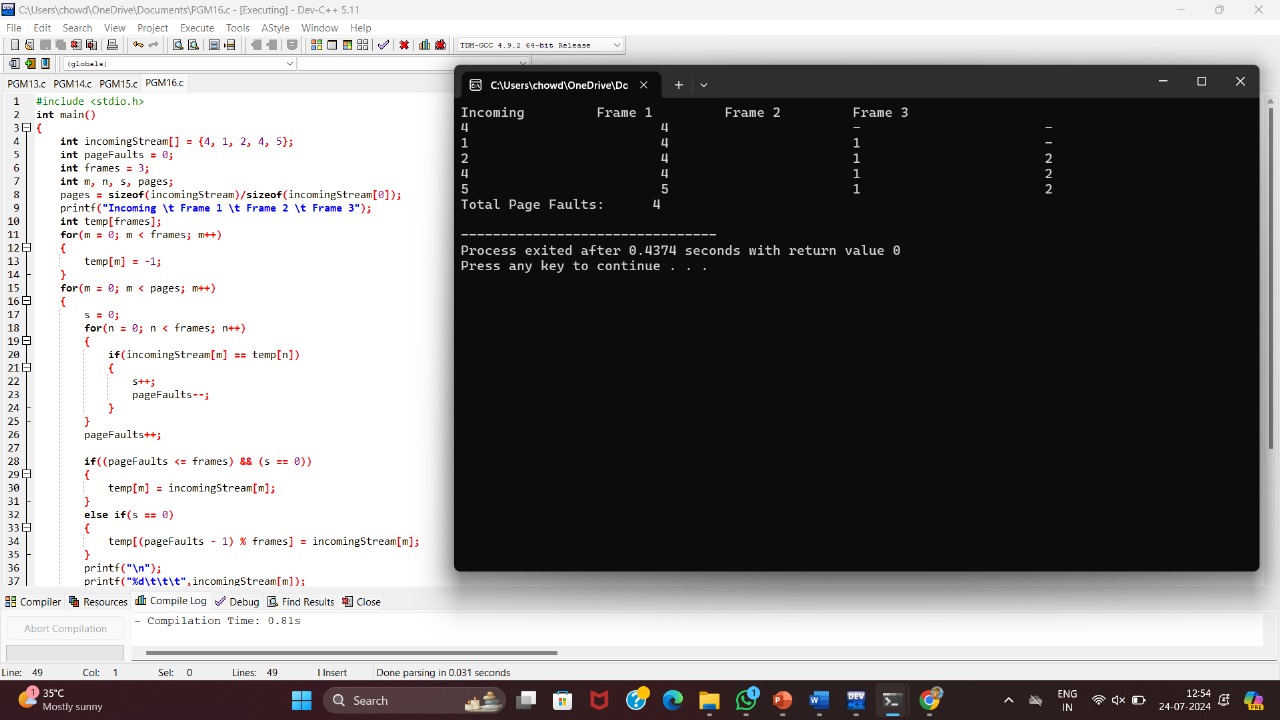 C:\Users\chowd\OneDrive\Documents\PGM16.c - [Executing] - Dev-C++ 5.11
File Edit Search View Project Execute Tools AStyle Window Help
TDM-GCC 4.9.2 64-bit Release
(globals)
PGM13.c PGM14.c PGM15.c PGM16.c
1 #include <stdio.h>
2 int main()
3 {
4 int incomingStream[] = {4, 1, 2, 4, 5};
5 int pageFaults = 0;
6 int frames = 3;
7 int m, n, s, pages;
8 pages = sizeof(incomingStream)/sizeof(incomingStream[0]);
9 printf("Incoming \t Frame 1 \t Frame 2 \t Frame 3");
10 int temp[frames];
11 for(m = 0; m < frames; m++)
12 {
13 temp[m] = -1;
14 }
15 for(m = 0; m < pages; m++)
16 {
17 s = 0;
18 for(n = 0; n < frames; n++)
19 {
20 if(incomingStream[m] == temp[n])
21 {
22 s++;
23 pageFaults--;
24 }
25 }
26 pageFaults++;
27
28 if((pageFaults <= frames) && (s == 0))
29 {
30 temp[m] = incomingStream[m];
31 }
32 else if(s == 0)
33 {
34 temp[(pageFaults - 1) % frames] = incomingStream[m];
35 }
36 printf("\n");
37 printf("%d\t\t\t",incomingStream[m]);
C:\Users\chowd\OneDrive\Dc
Incoming Frame 1 Frame 2 Frame 3
4 4 - -
1 4 1 -
2 4 1 2
4 4 1 2
5 5 1 2
Total Page Faults: 4
--------------------------------
Process exited after 0.4374 seconds with return value 0
Press any key to continue . . .
Compiler Resources Compile Log Debug Find Results Close
Abort Compilation
- Compilation Time: 0.81s
Line: 49 Col: 1 Sel: 0 Lines: 49 Insert Done parsing in 0.031 seconds
1
35°C
Mostly sunny
Search
1
DEV
ENG
IN
12:54
24-07-2024
PRE